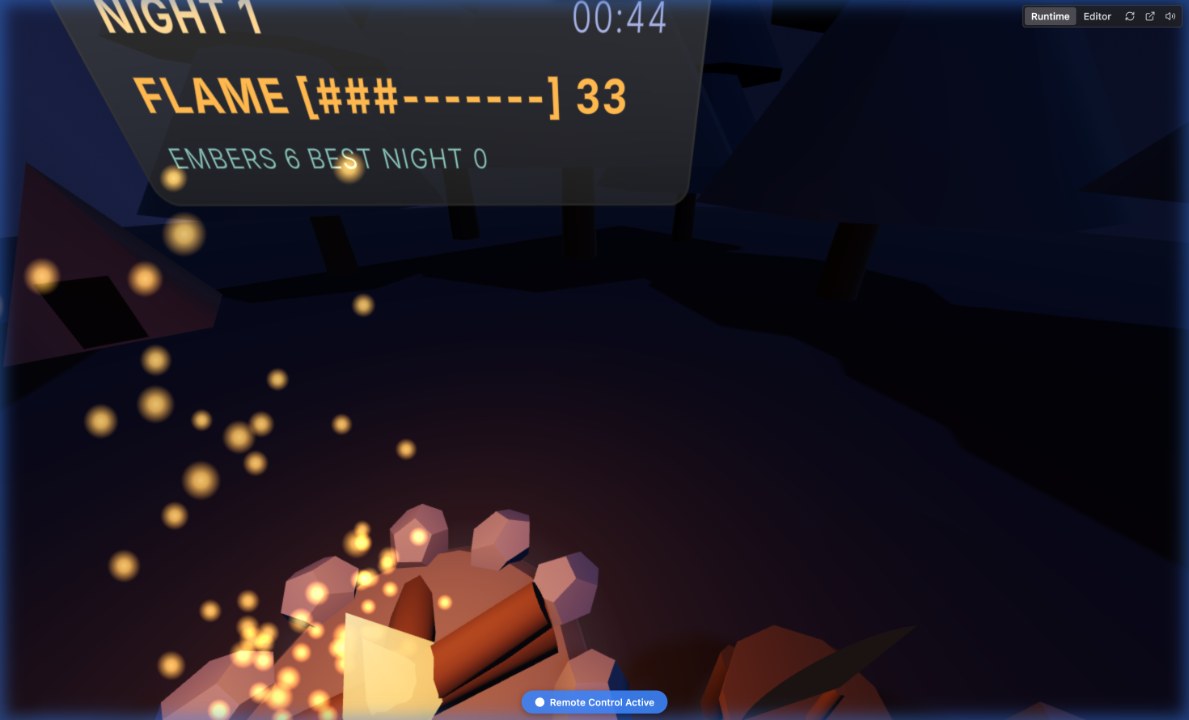 NIGHT 1 00:44
FLAME [###-------] 33
EMBERS 6 BEST NIGHT 0
Runtime Editor
Remote Control Active